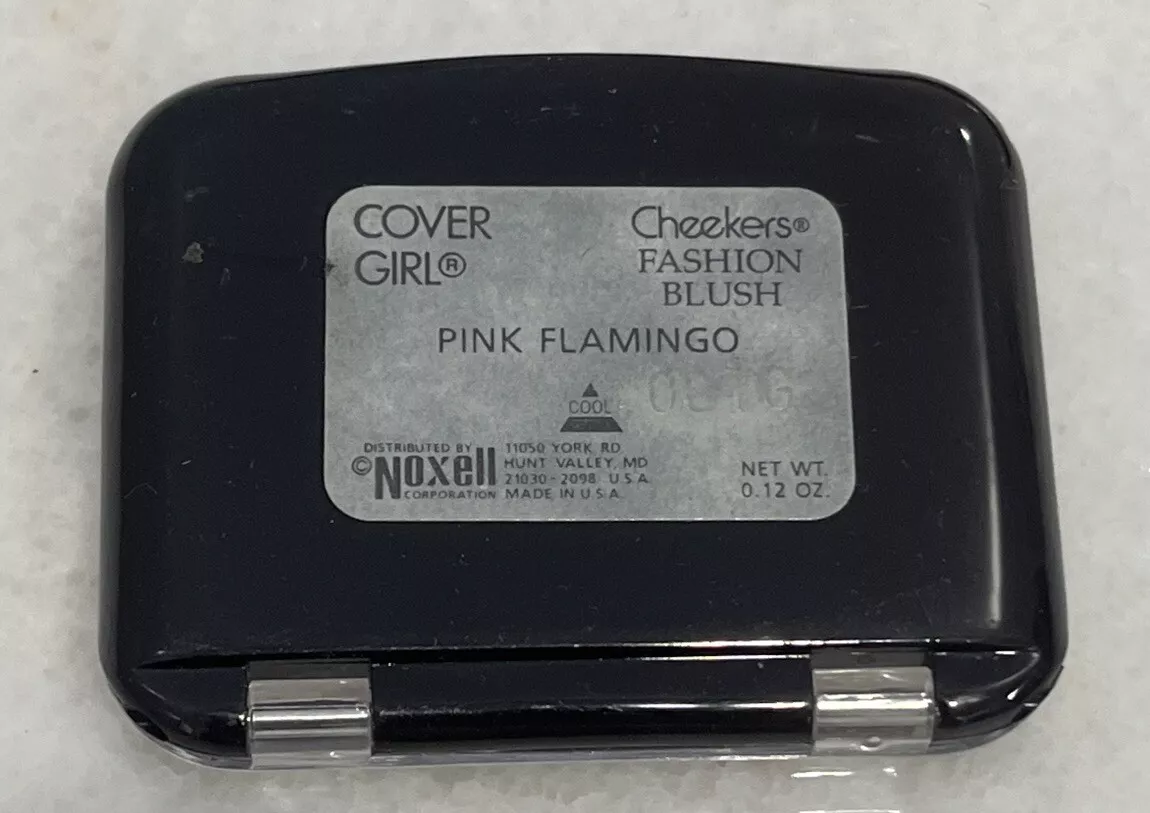 COVER
GIRL®
Cheekers®
FASHION
BLUSH
PINK FLAMINGO
COOL
DISTRIBUTED BY
© Noxell
CORPORATION
11050 YORK RD
HUNT VALLEY, MD
21030-2098 U.S.A.
MADE IN U.S.A.
NET WT.
0.12 OZ.